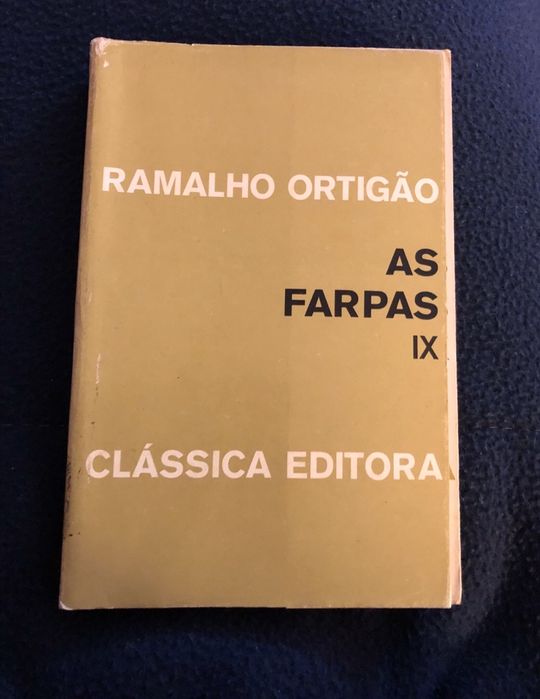 RAMALHO ORTIGÃO
AS
FARPAS
IX
CLÁSSICA EDITORA